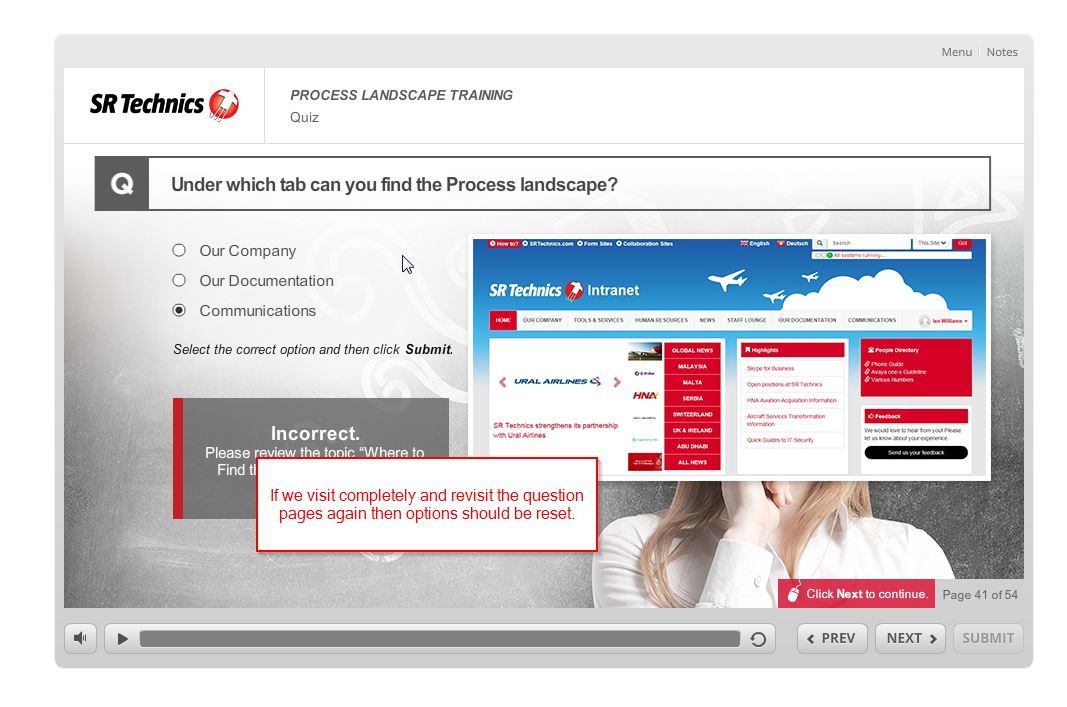 Menu Notes
SR Technics
PROCESS LANDSCAPE TRAINING
Quiz
Q Under which tab can you find the Process landscape?
Our Company
Our Documentation
Communications
Select the correct option and then click Submit.
Incorrect.
Please review the topic “Where to
Find th
If we visit completely and revisit the question
pages again then options should be reset.
How to? SRTechnics.com Form Sites Collaboration Sites English Deutsch Search This Site Go!
All systems running...
SR Technics Intranet
HOME OUR COMPANY TOOLS & SERVICES HUMAN RESOURCES NEWS STAFF LOUNGE OUR DOCUMENTATION COMMUNICATIONS Ian Williams
URAL AIRLINES
SR Technics strengthens its partnership
with Ural Airlines
HNA
GLOBAL NEWS
MALAYSIA
MALTA
SERBIA
SWITZERLAND
UK & IRELAND
ABU DHABI
ALL NEWS
Highlights
Skype for Business
Open positions at SR Technics
HNA-Aviation Acquisition Information
Aircraft Services Transformation
Information
Quick Guides to IT Security
People Directory
Phone Guide
Avaya one-x Guideline
Various Numbers
Feedback
We would love to hear from you! Please
let us know about your experience.
Send us your feedback
Click Next to continue. Page 41 of 54
PREV NEXT SUBMIT